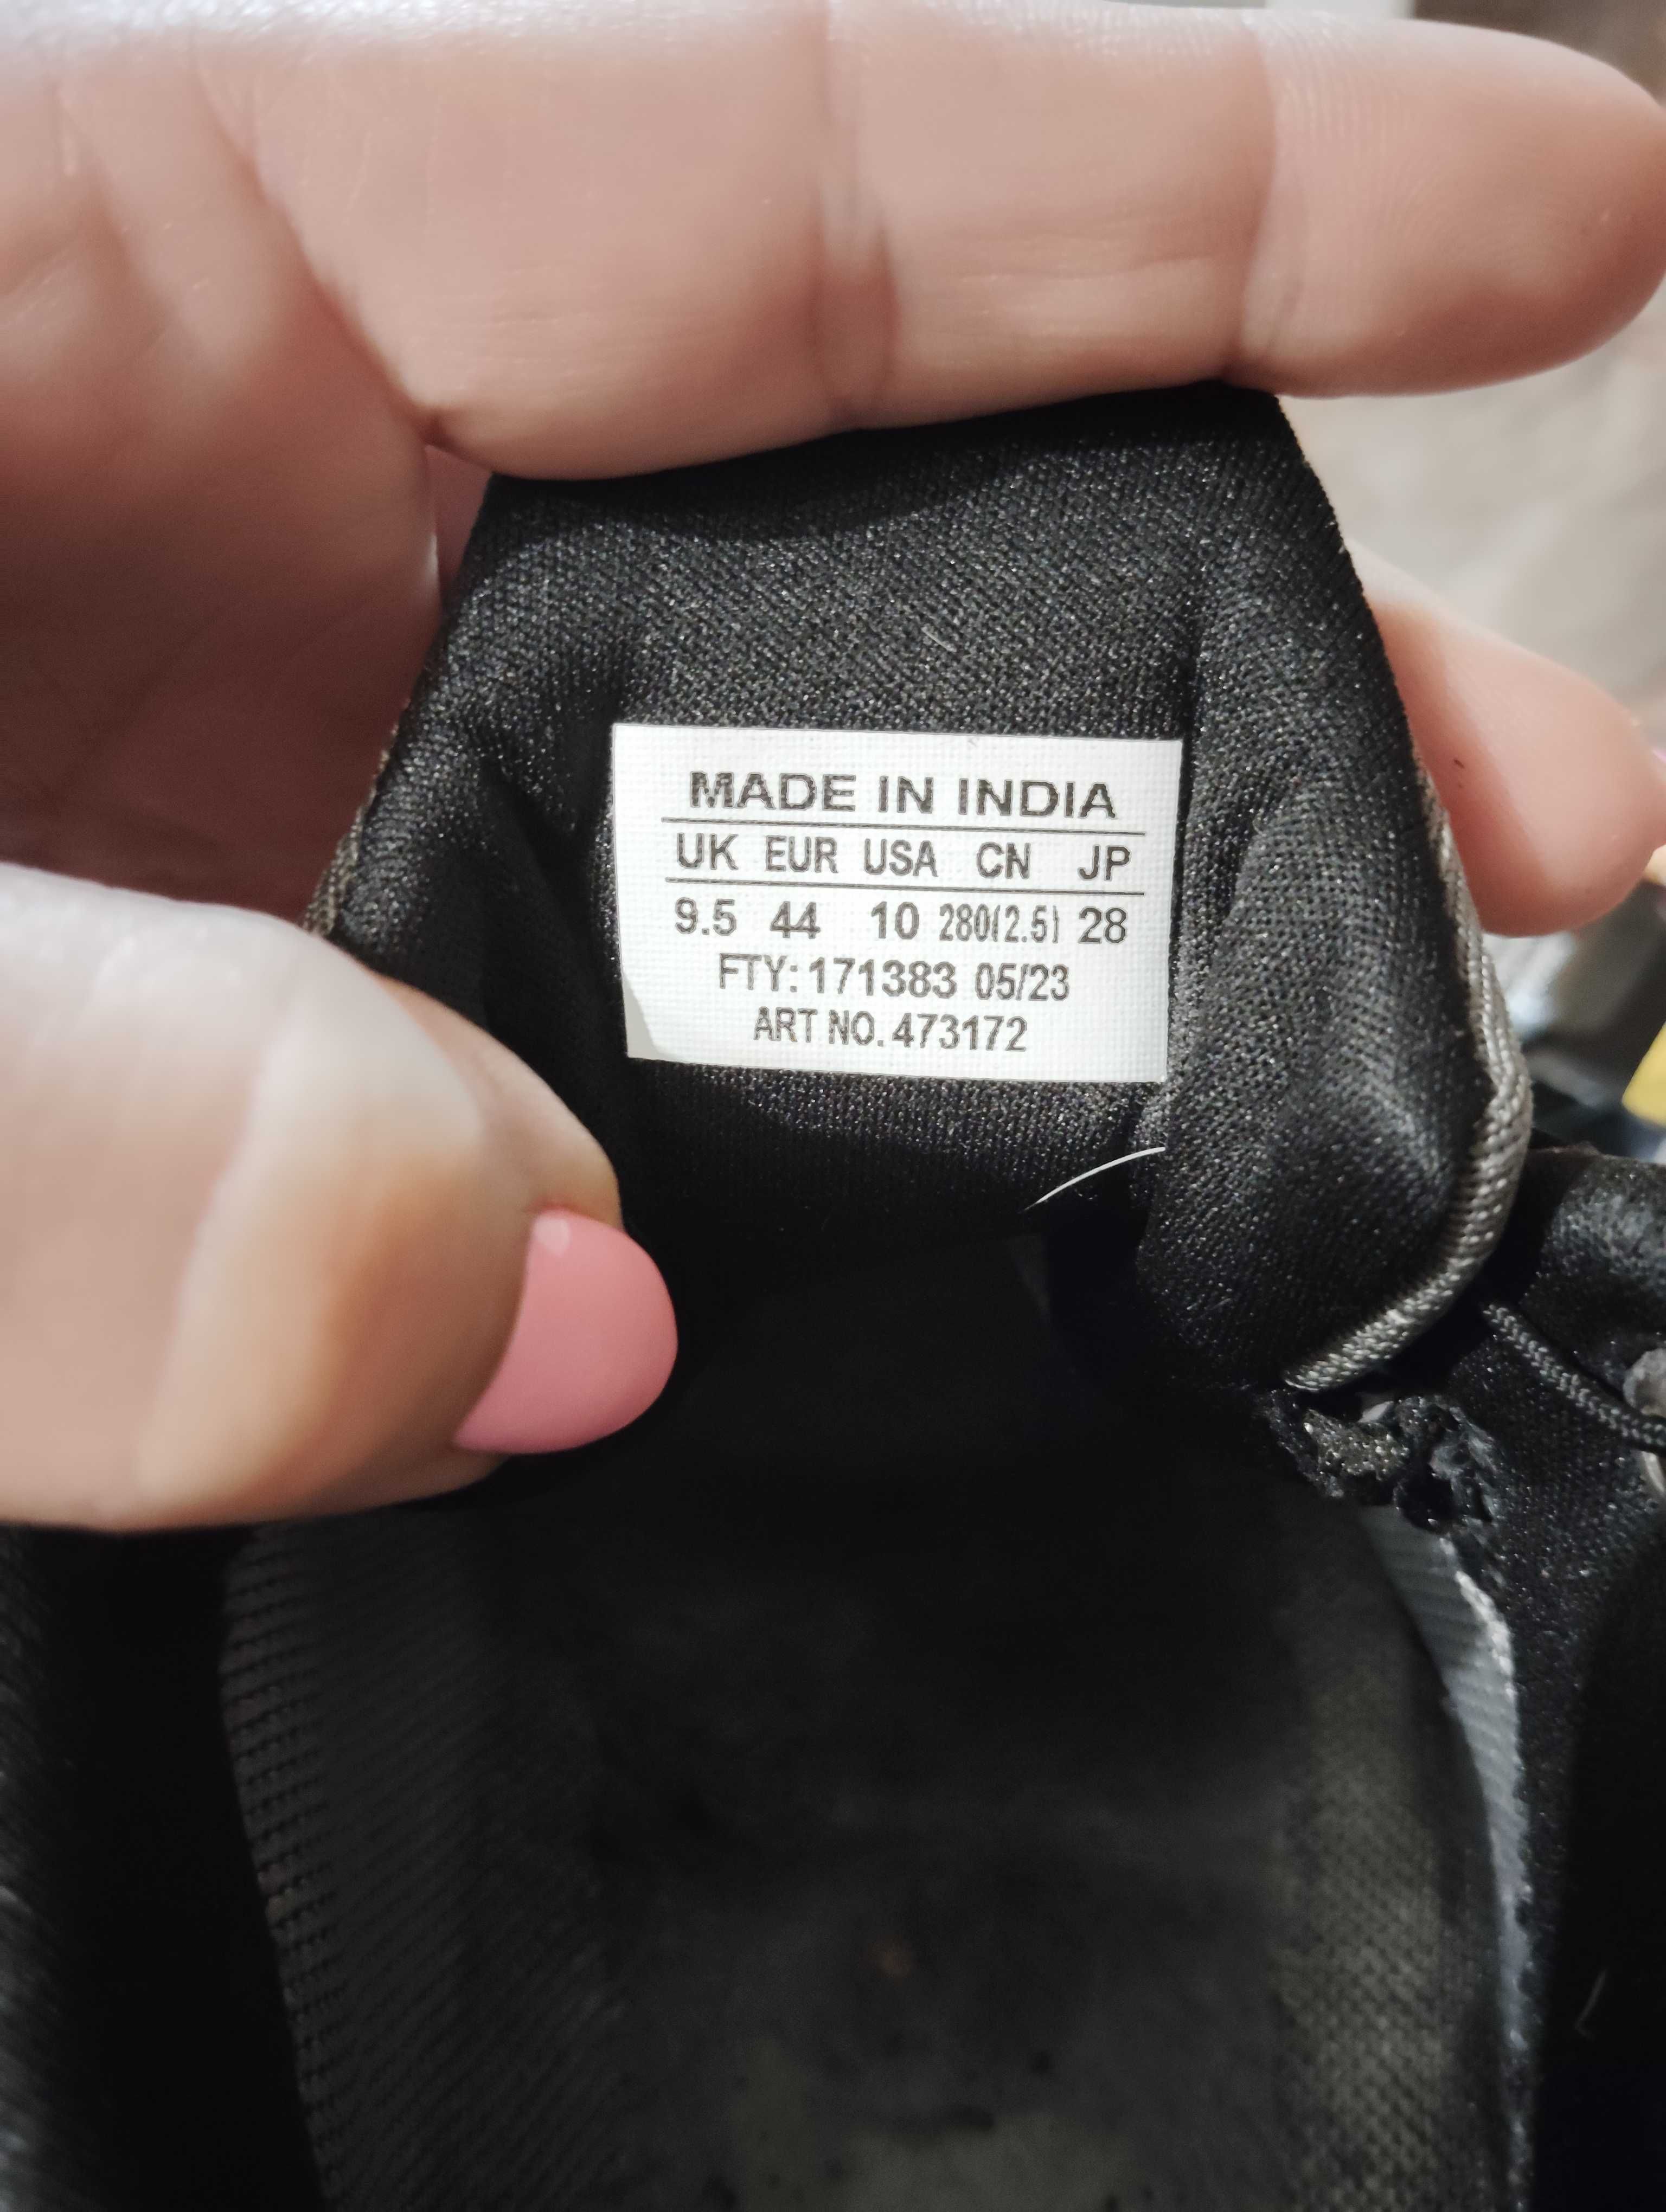 MADE IN INDIA
UK EUR USA CN JP
9.5 44 10 280(2.5) 28
FTY: 171383 05/23
ART NO. 473172